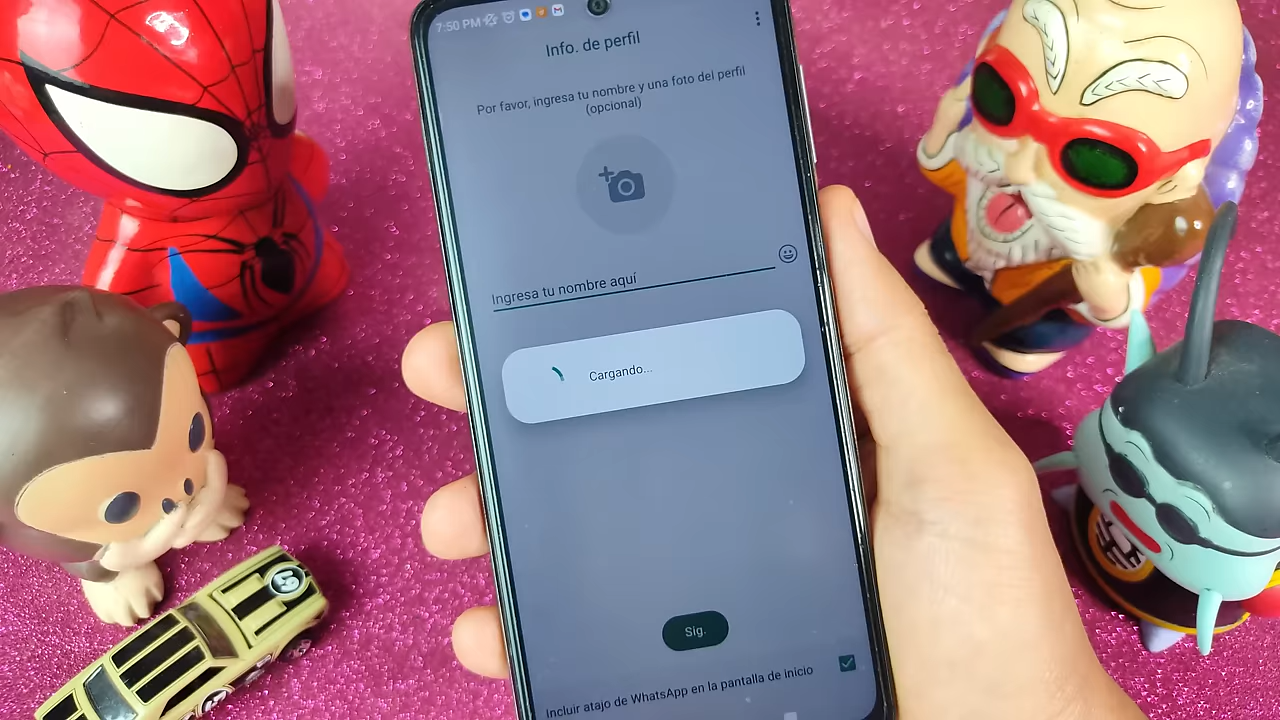 7:50 PM
Info. de perfil
Por favor, ingresa tu nombre y una foto del perfil
(opcional)
Ingresa tu nombre aquí
Cargando...
Sig.
Incluir atajo de WhatsApp en la pantalla de inicio